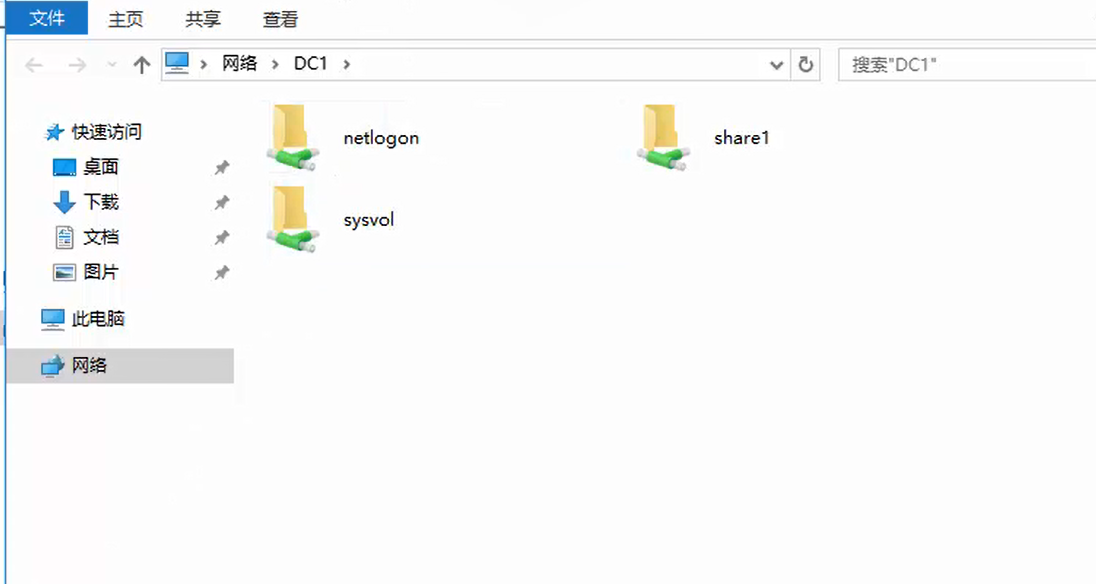 文件 主页 共享 查看
网络 DC1 搜索"DC1"
快速访问
桌面
下载
文档
图片
此电脑
网络
netlogon share1
sysvol